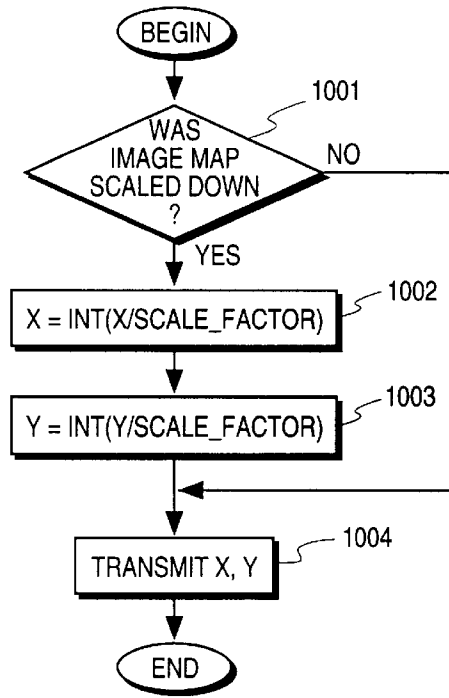 BEGIN
1001
WAS
IMAGE MAP
SCALED DOWN
?
NO
YES
1002
X = INT(X/SCALE_FACTOR)
1003
Y = INT(Y/SCALE_FACTOR)
1004
TRANSMIT X, Y
END